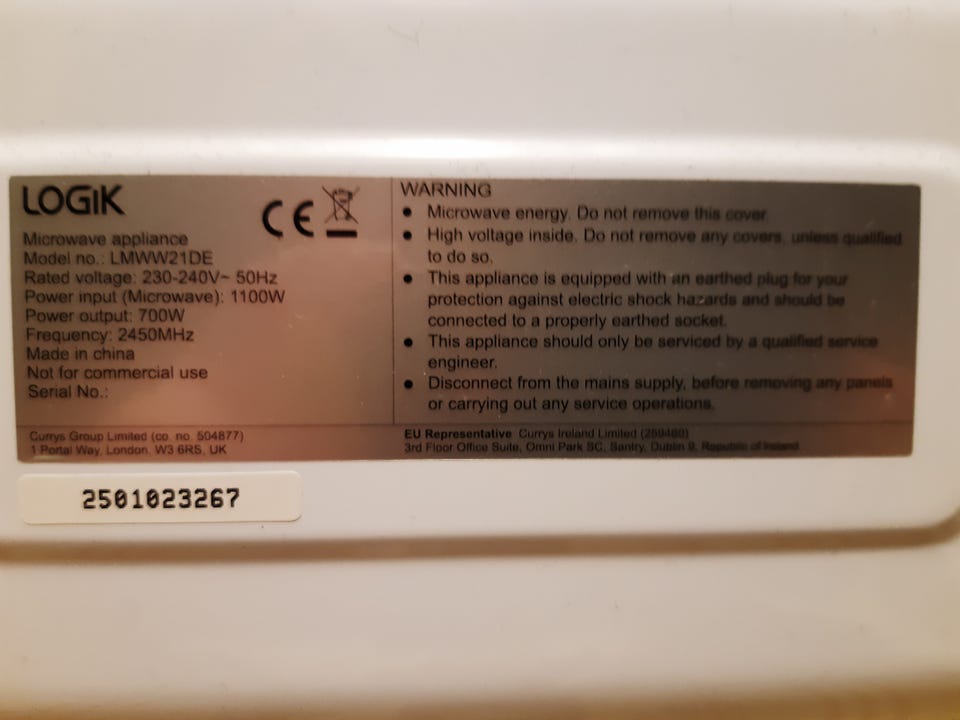 LOGiK
Microwave appliance
Model no.: LMWW21DE
Rated voltage: 230-240V~ 50Hz
Power input (Microwave): 1100W
Power output: 700W
Frequency: 2450MHz
Made in china
Not for commercial use
Serial No.:
CE
Currys Group Limited (co. no. 504877)
1 Portal Way, London, W3 6RS, UK
WARNING
● Microwave energy. Do not remove this cover.
● High voltage inside. Do not remove any covers, unless qualified
to do so.
● This appliance is equipped with an earthed plug for your
protection against electric shock hazards and should be
connected to a properly earthed socket.
● This appliance should only be serviced by a qualified service
engineer.
● Disconnect from the mains supply, before removing any panels
or carrying out any service operations.
EU Representative Currys Ireland Limited (259460)
3rd Floor Office Suite, Omni Park SC, Santry, Dublin 9, Republic of Ireland
2501023267